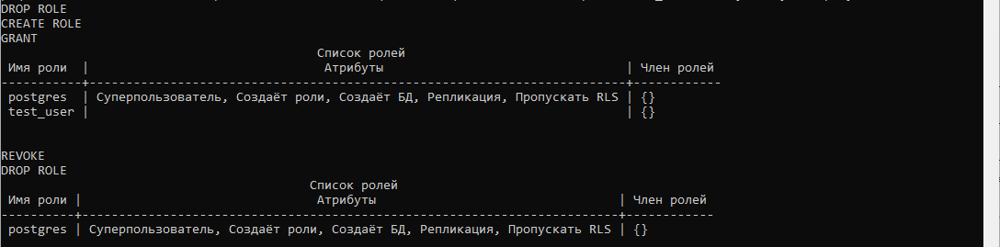 DROP ROLE
CREATE ROLE
GRANT
Список ролей
Имя роли | Атрибуты | Член ролей
----------+-------------------------------------------------------------------------+------------
postgres | Суперпользователь, Создаёт роли, Создаёт БД, Репликация, Пропускать RLS | {}
test_user | | {}
REVOKE
DROP ROLE
Список ролей
Имя роли | Атрибуты | Член ролей
----------+-------------------------------------------------------------------------+------------
postgres | Суперпользователь, Создаёт роли, Создаёт БД, Репликация, Пропускать RLS | {}